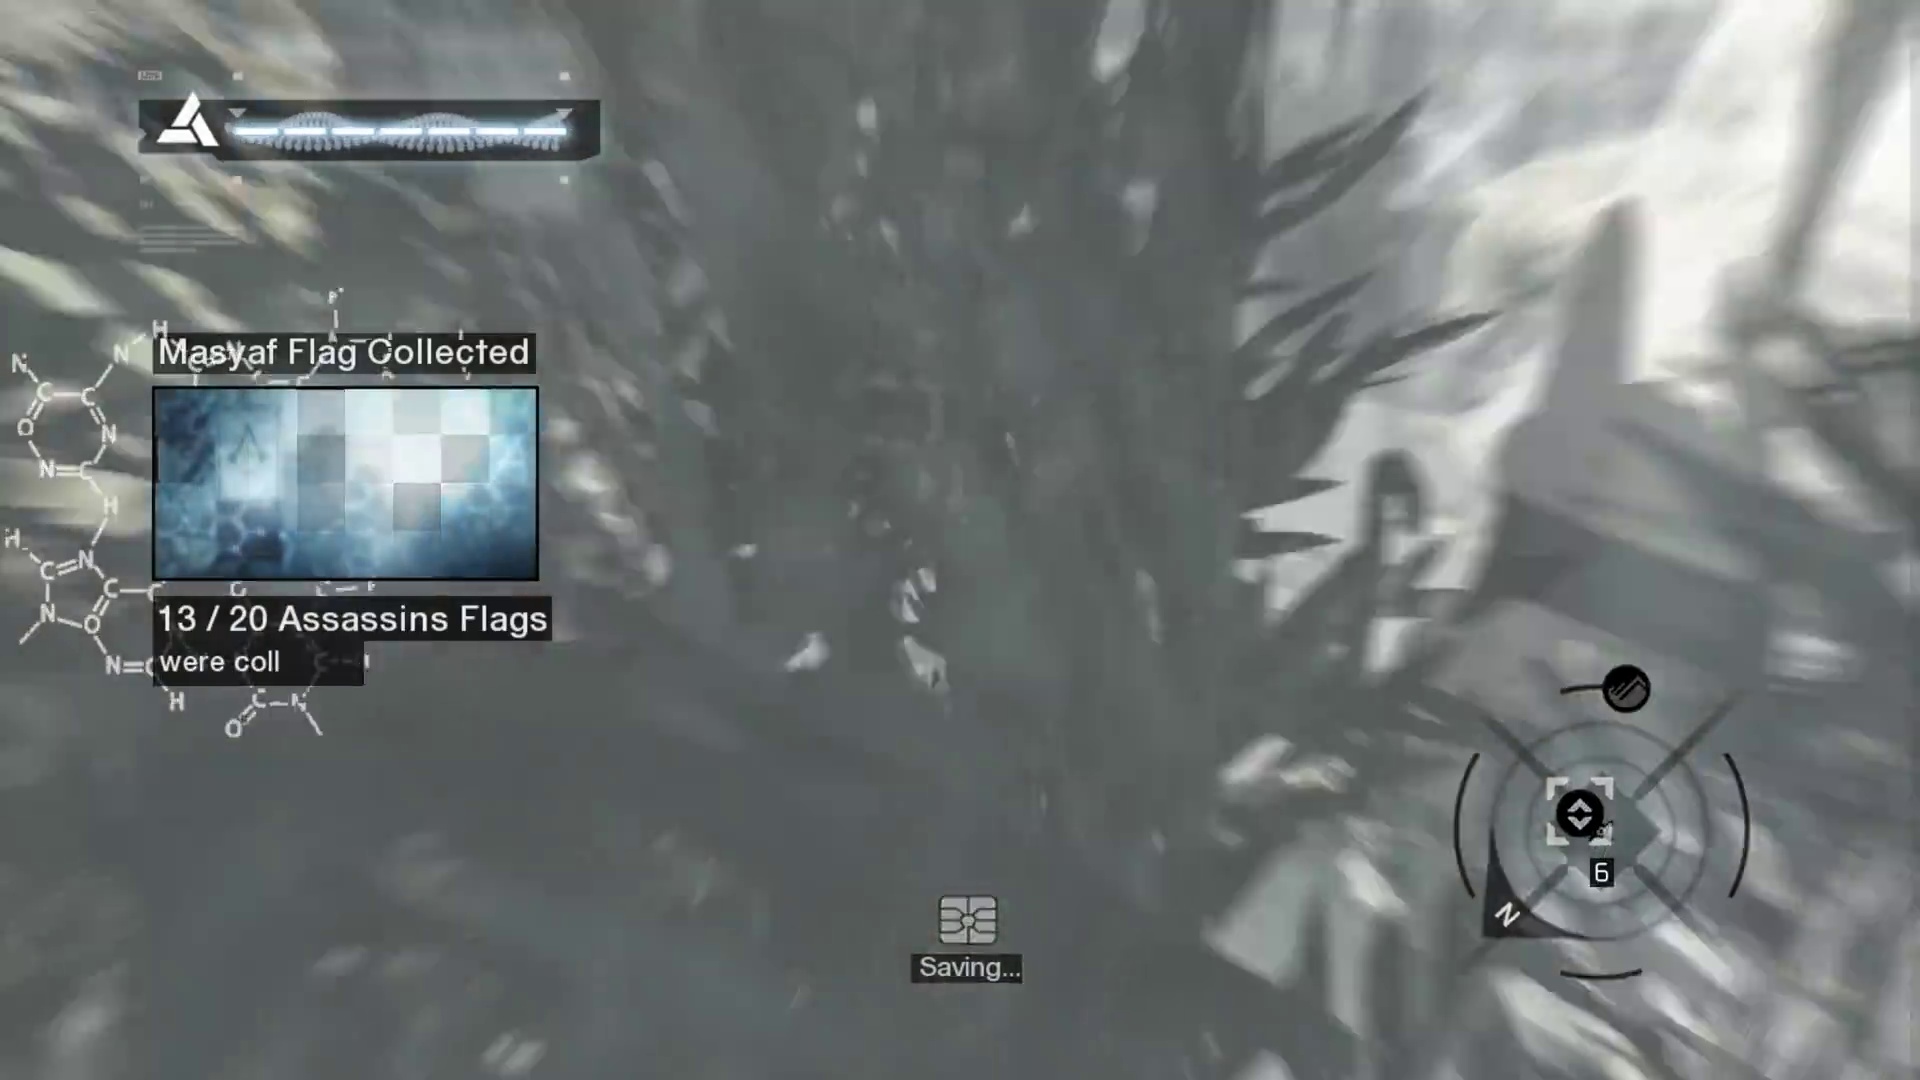 Masyaf Flag Collected
13 / 20 Assassins Flags
were coll
Saving...
6
N